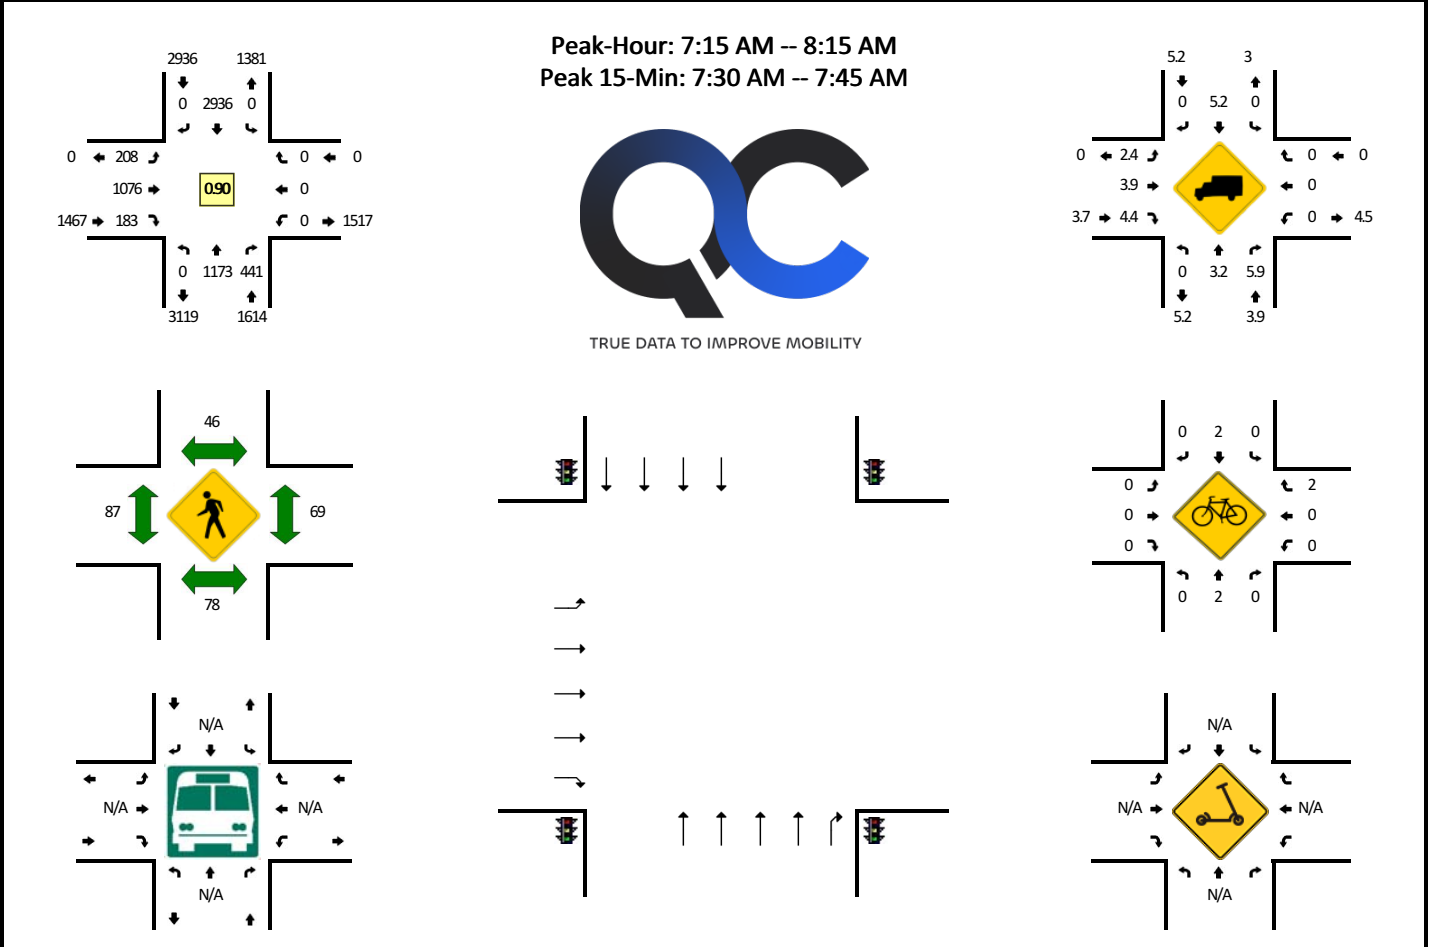 Peak-Hour: 7:15 AM -- 8:15 AM
Peak 15-Min: 7:30 AM -- 7:45 AM
2936 1381
0 2936 0
0 208 0 0
1076 0.90 0
1467 183 0 1517
0 1173 441
3119 1614
QC
TRUE DATA TO IMPROVE MOBILITY
5.2 3
0 5.2 0
0 2.4 0 0
3.9 0
3.7 4.4 0 4.5
0 3.2 5.9
5.2 3.9
46
87 69
78
0 2 0
0 2
0 0
0 0
0 2 0
N/A
N/A N/A
N/A
N/A
N/A N/A
N/A